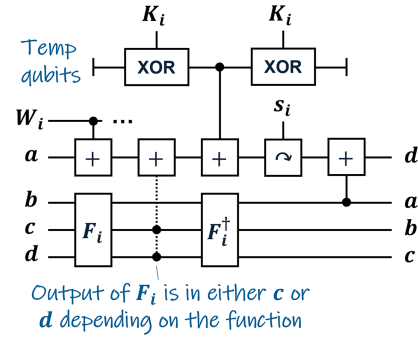 K_i K_i
Temp
qubits
XOR XOR
W_i ... s_i
a + + + ↷ + d
b a
c F_i F_i^† b
d c
Output of F_i is in either c or
d depending on the function